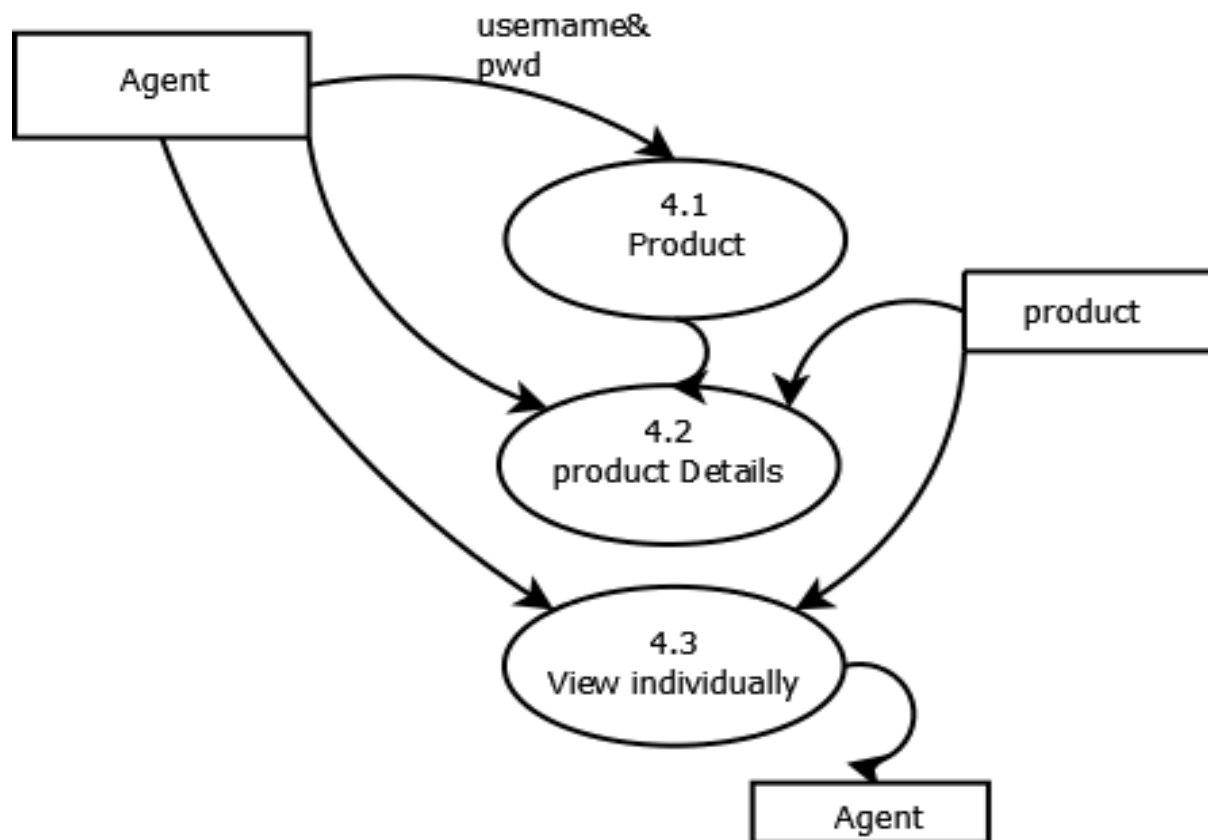 username&
pwd
Agent
4.1
Product
product
4.2
product Details
4.3
View individually
Agent